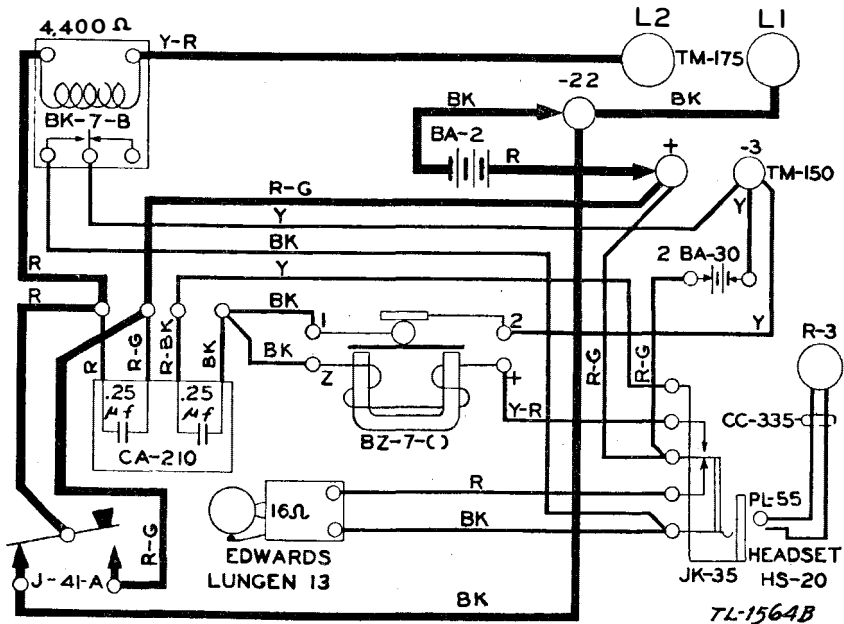 4,400 Ω
Y-R
L2
L1
TM-175
-22
BK
BK
BK-7-B
BA-2
R
+
-3
TM-150
R-G
Y
BK
Y
Y
2 BA-30
R
R
BK
1
2
Y
R-3
R
R-G
R-BK
BK
BK
Z
+
R-G
R-G
.25 μf
.25 μf
Y-R
CC-335
BZ-7-( )
CA-210
R
16Ω
BK
PL-55
R-G
EDWARDS
LUNGEN 13
HEADSET
HS-20
J-41-A
JK-35
BK
TL-1564B